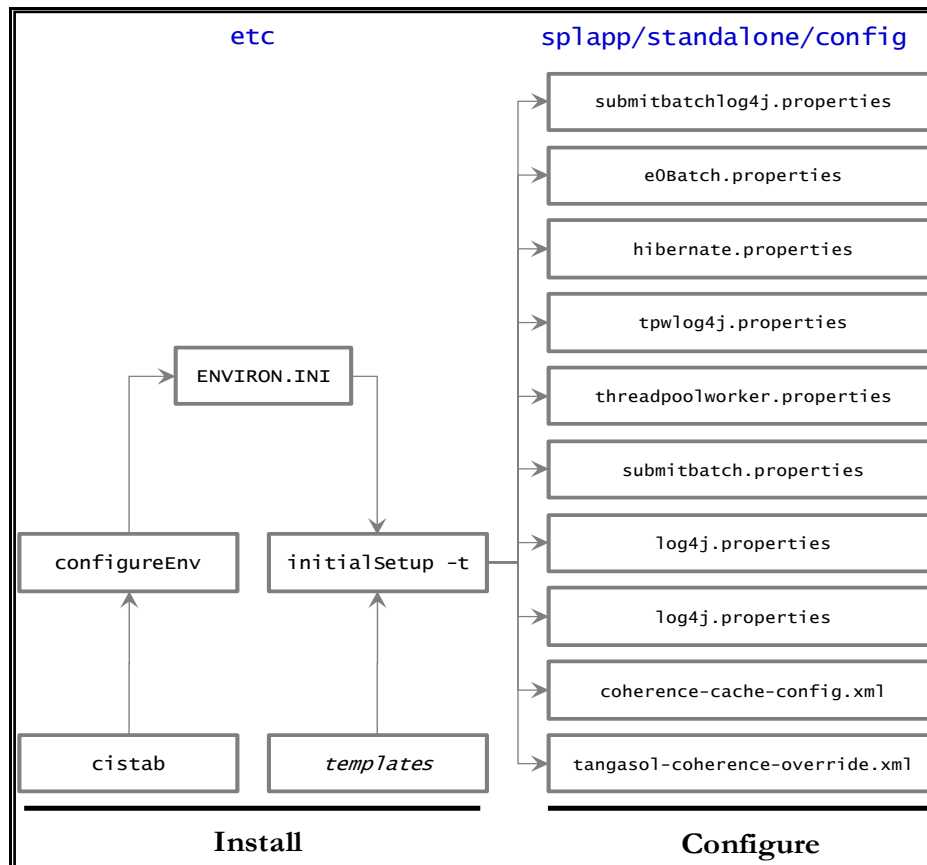 etc
splapp/standalone/config
submitbatchlog4j.properties
e0Batch.properties
hibernate.properties
tpwlog4j.properties
ENVIRON.INI
threadpoolworker.properties
submitbatch.properties
configureEnv
initialSetup –t
log4j.properties
log4j.properties
coherence-cache-config.xml
cistab
templates
tangasol-coherence-override.xml
Install
Configure